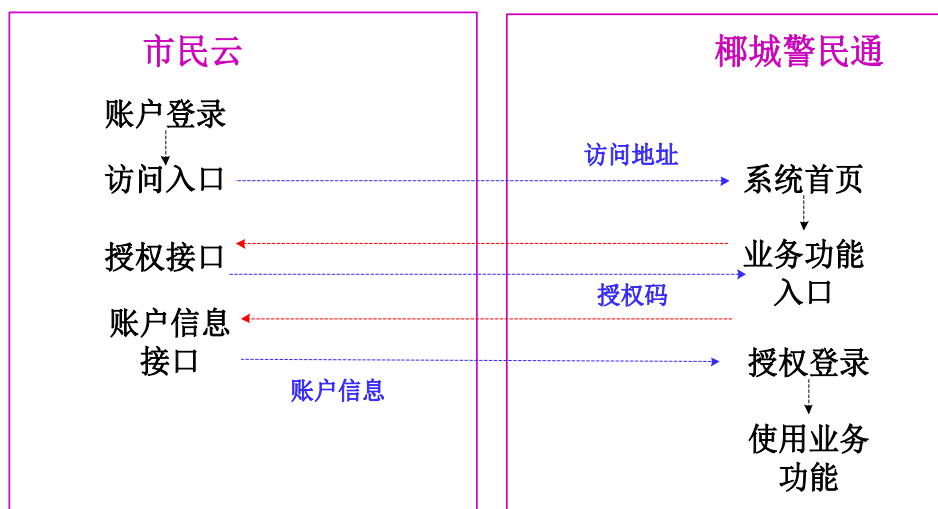 市民云
椰城警民通
账户登录
访问地址
访问入口
系统首页
授权接口
业务功能
入口
授权码
账户信息
接口
授权登录
账户信息
使用业务
功能